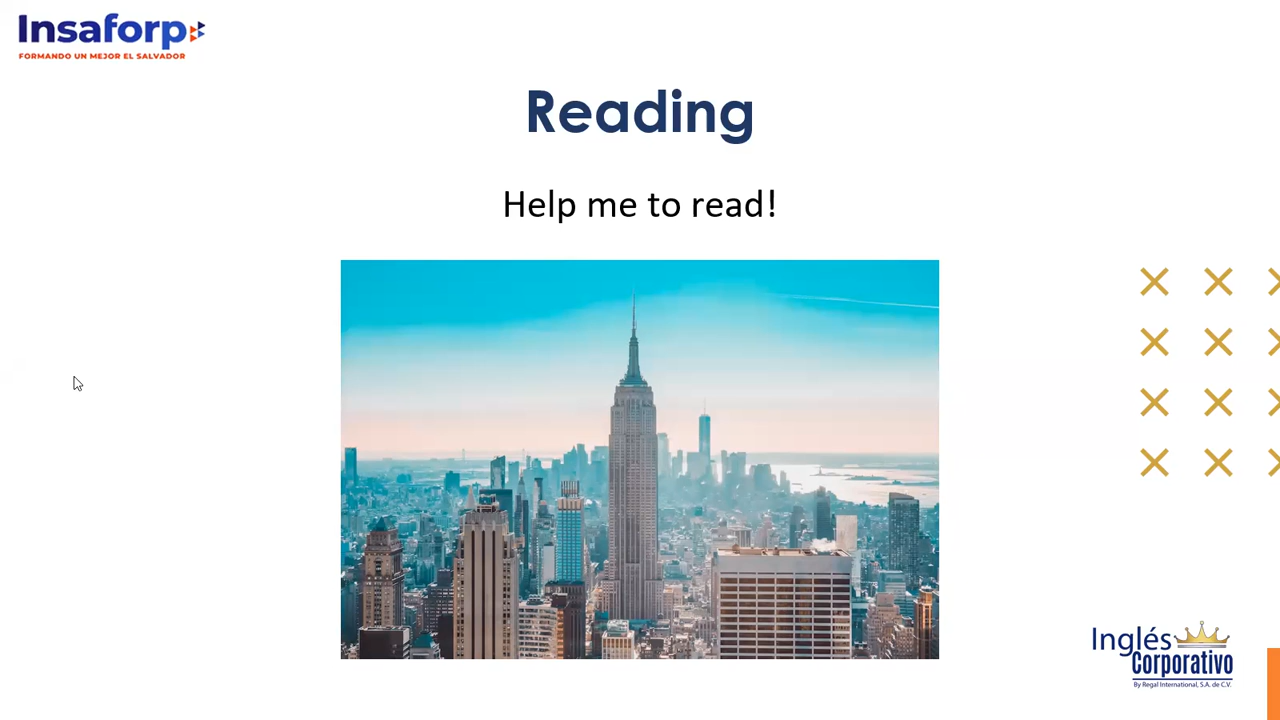 Insaforp
FORMANDO UN MEJOR EL SALVADOR
Reading
Help me to read!
Inglés
Corporativo
By Regal International, S.A. de C.V.